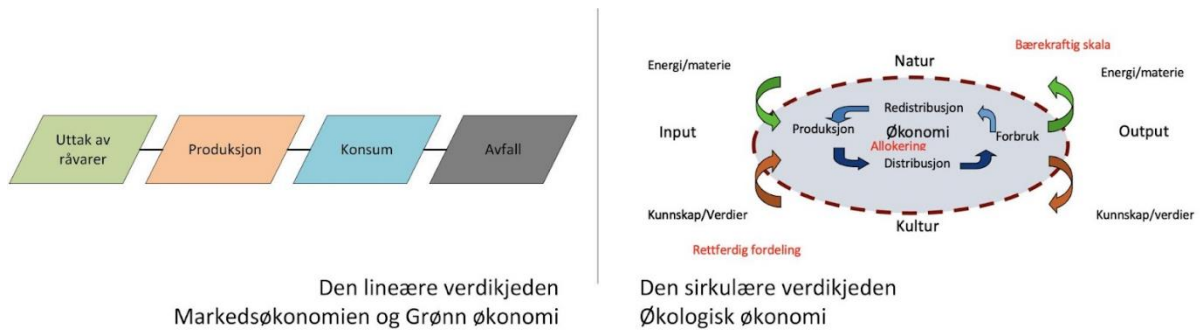 Uttak av
råvarer
Produksjon
Konsum
Avfall
Den lineære verdikjeden
Markedsøkonomien og Grønn økonomi
Bærekraftig skala
Natur
Energi/materie
Energi/materie
Redistribusjon
Input
Produksjon
Økonomi
Forbruk
Output
Allokering
Distribusjon
Kunnskap/Verdier
Kunnskap/verdier
Kultur
Rettferdig fordeling
Den sirkulære verdikjeden
Økologisk økonomi